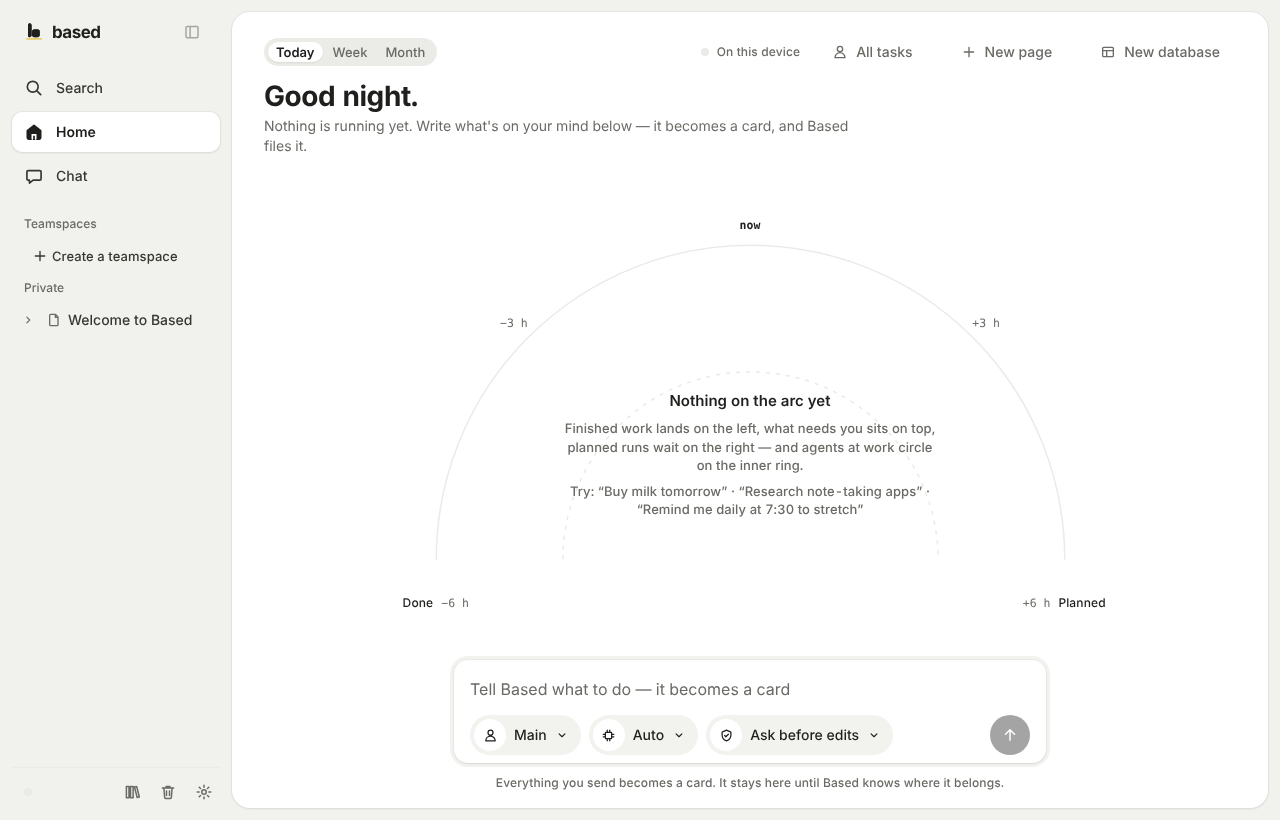 based
Search
Home
Chat
Teamspaces
Create a teamspace
Private
Welcome to Based
Today Week Month
On this device
All tasks
New page
New database
Good night.
Nothing is running yet. Write what's on your mind below — it becomes a card, and Based
files it.
now
−3 h
+3 h
Nothing on the arc yet
Finished work lands on the left, what needs you sits on top,
planned runs wait on the right — and agents at work circle
on the inner ring.
Try: “Buy milk tomorrow” · “Research note-taking apps” ·
“Remind me daily at 7:30 to stretch”
Done −6 h
+6 h Planned
Tell Based what to do — it becomes a card
Main
Auto
Ask before edits
Everything you send becomes a card. It stays here until Based knows where it belongs.